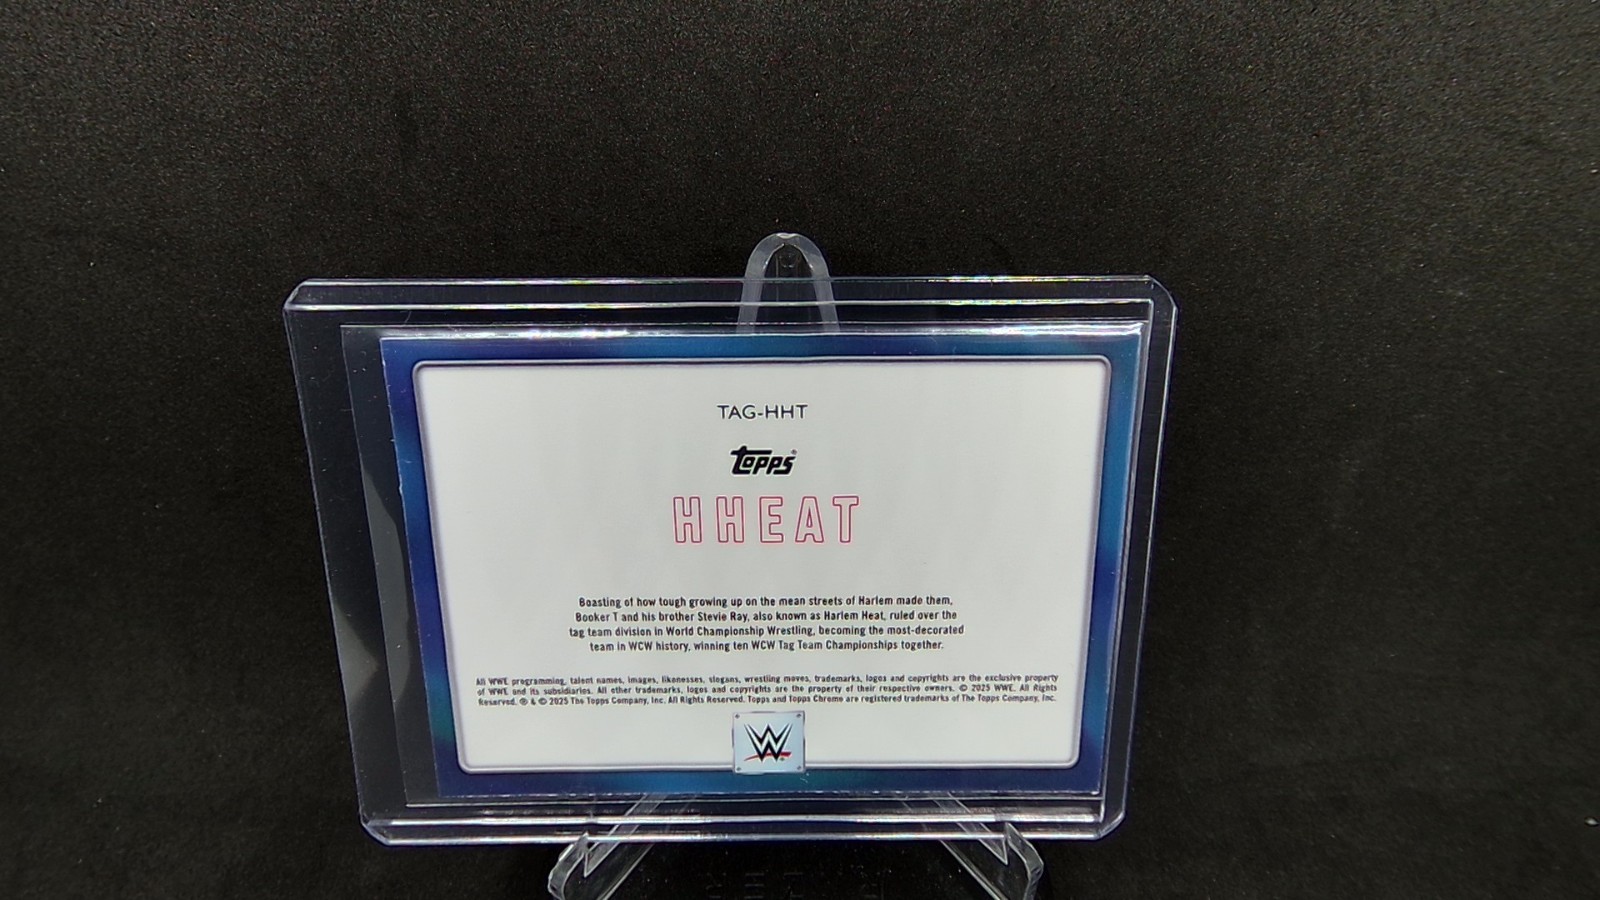 TAG-HHT
Topps
HHEAT
Boasting of how tough growing up on the mean streets of Harlem made them,
Booker T and his brother Stevie Ray, also known as Harlem Heat, ruled over the
tag team division in World Championship Wrestling, becoming the most-decorated
team in WCW history, winning ten WCW Tag Team Championships together.
All WWE programming, talent names, images, likenesses, slogans, wrestling moves, trademarks, logos and copyrights are the exclusive property
of WWE and its subsidiaries. All other trademarks, logos and copyrights are the property of their respective owners. © 2025 WWE. All Rights
Reserved. ® & © 2025 The Topps Company, Inc. All Rights Reserved. Topps and Topps Chrome are registered trademarks of The Topps Company, Inc.
W